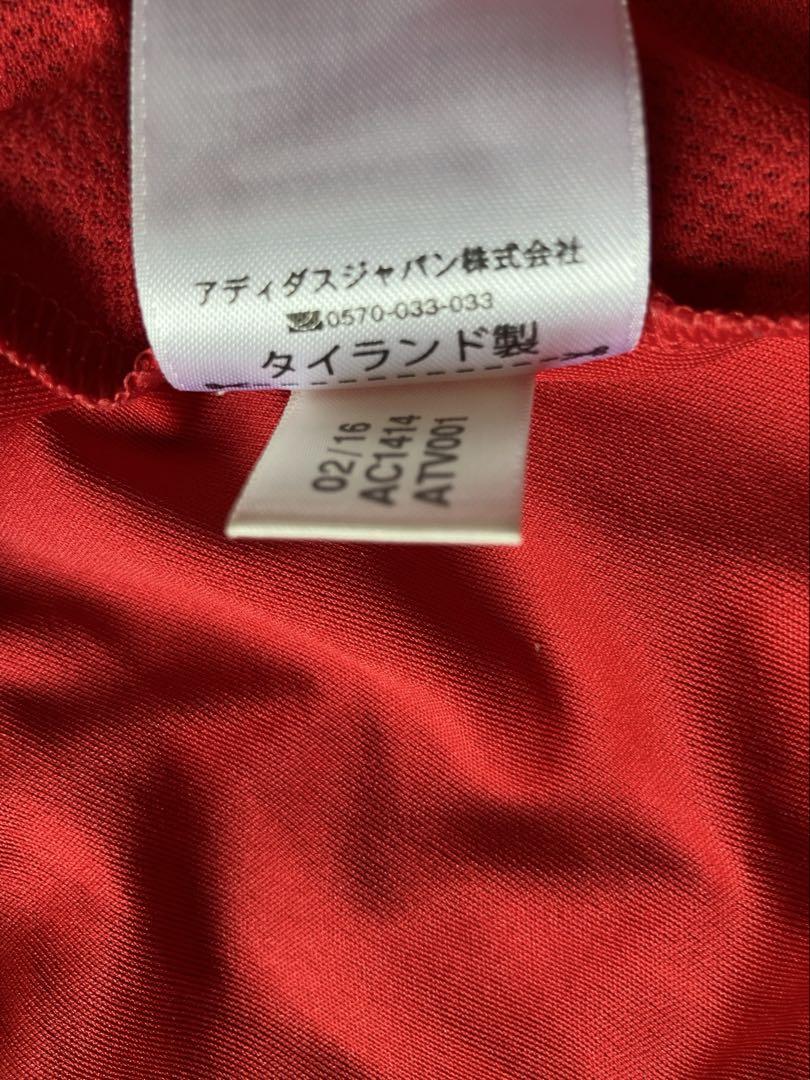 アディダスジャパン株式会社
0570-033-033
タイランド製
02/16
AC1414
ATV001